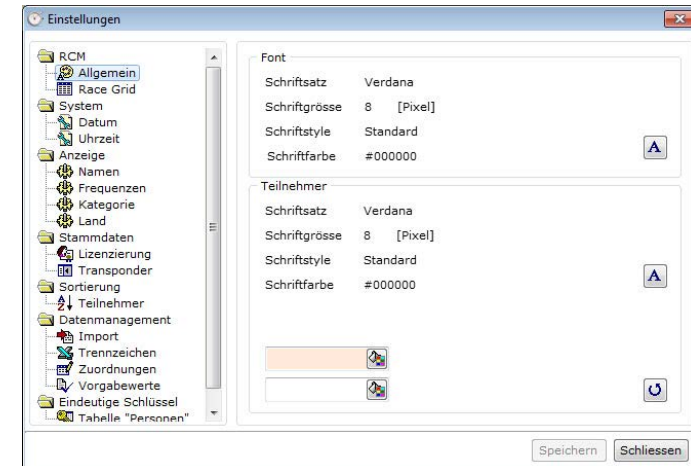 Einstellungen
RCM
Allgemein
Race Grid
System
Datum
Uhrzeit
Anzeige
Namen
Frequenzen
Kategorie
Land
Stammdaten
Lizenzierung
Transponder
Sortierung
Teilnehmer
Datenmanagement
Import
Trennzeichen
Zuordnungen
Vorgabewerte
Eindeutige Schlüssel
Tabelle "Personen"
Font
Schriftsatz Verdana
Schriftgrösse 8 [Pixel]
Schriftstyle Standard
Schriftfarbe #000000
A
Teilnehmer
Schriftsatz Verdana
Schriftgrösse 8 [Pixel]
Schriftstyle Standard
Schriftfarbe #000000
A
Speichern Schliessen